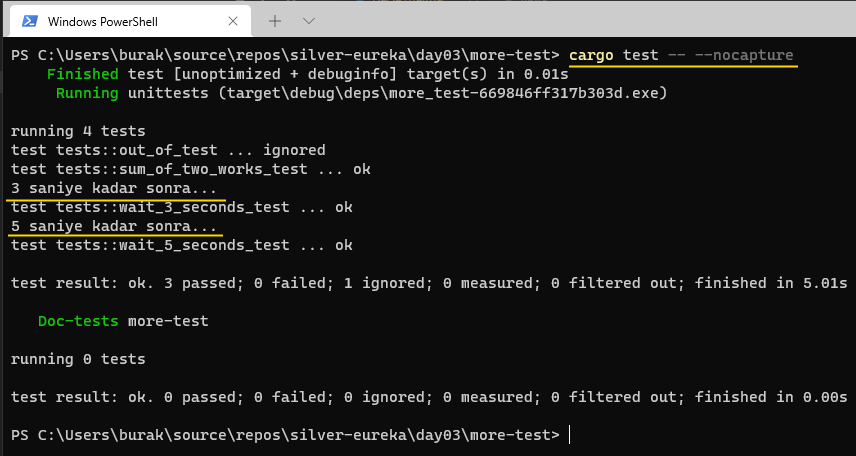 Windows PowerShell
PS C:\Users\burak\source\repos\silver-eureka\day03\more-test> cargo test -- --nocapture
    Finished test [unoptimized + debuginfo] target(s) in 0.01s
     Running unittests (target\debug\deps\more_test-669846ff317b303d.exe)
running 4 tests
test tests::out_of_test ... ignored
test tests::sum_of_two_works_test ... ok
3 saniye kadar sonra...
test tests::wait_3_seconds_test ... ok
5 saniye kadar sonra...
test tests::wait_5_seconds_test ... ok
test result: ok. 3 passed; 0 failed; 1 ignored; 0 measured; 0 filtered out; finished in 5.01s
   Doc-tests more-test
running 0 tests
test result: ok. 0 passed; 0 failed; 0 ignored; 0 measured; 0 filtered out; finished in 0.00s
PS C:\Users\burak\source\repos\silver-eureka\day03\more-test>